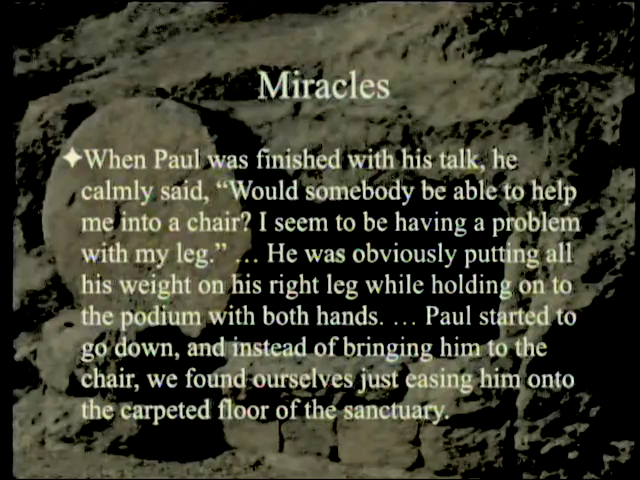 Miracles
✦When Paul was finished with his talk, he
calmly said, “Would somebody be able to help
me into a chair? I seem to be having a problem
with my leg.” … He was obviously putting all
his weight on his right leg while holding on to
the podium with both hands. … Paul started to
go down, and instead of bringing him to the
chair, we found ourselves just easing him onto
the carpeted floor of the sanctuary.